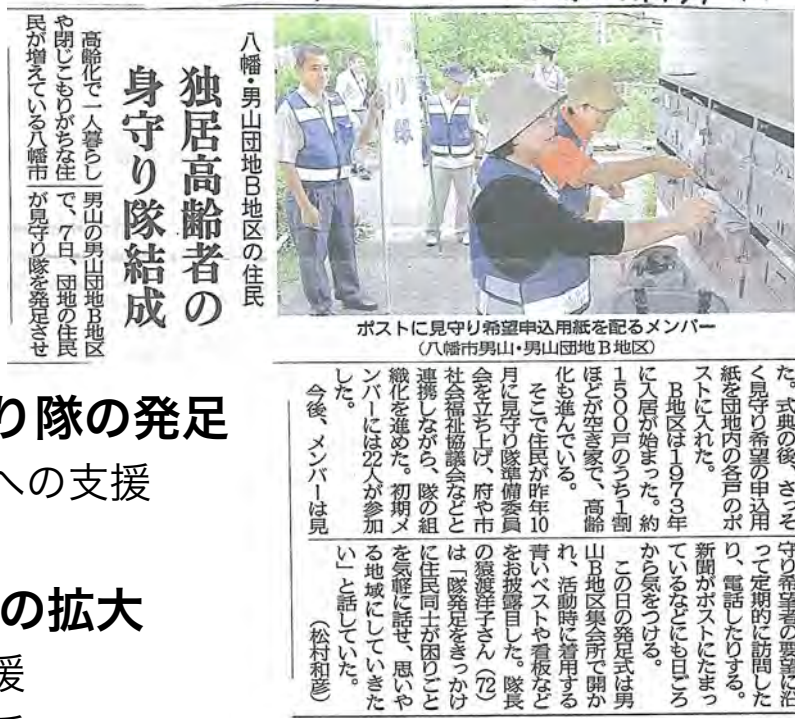 八幡・男山団地B地区の住民
独居高齢者の
身守り隊結成
高齢化で一人暮らし
や閉じこもりがちな住
民が増えている八幡市
男山の男山団地B地区
で、7日、団地の住民
が見守り隊を発足させ
り隊
ポストに見守り希望申込用紙を配るメンバー
(八幡市男山・男山団地B地区)
た。式典の後、さっそ
く見守り希望の申込用
紙を団地内の各戸のポ
ストに入れた。
B地区は1973年
に入居が始まった。約
1500戸のうち1割
ほどが空き家で、高齢
化も進んでいる。
そこで住民が昨年10
月に見守り隊準備委員
会を立ち上げ、府や市
社会福祉協議会などと
連携しながら、隊の組
織化を進めた。初期メ
ンバーには22人が参加
した。
今後、メンバーは見
守り希望者の要望に沿
って定期的に訪問した
り、電話したりする。
新聞がポストにたまっ
ているなどにも日ごろ
から気をつける。
この日の発足式は男
山B地区集会所で開か
れ、活動時に着用する
青いベストや看板など
をお披露目した。隊長
の猿渡洋子さん(72)
は「隊発足をきっかけ
に住民同士が困りごと
を気軽に話せ、思いや
る地域にしていきた
い」と話していた。
(松村和彦)
り隊の発足
への支援
の拡大
援